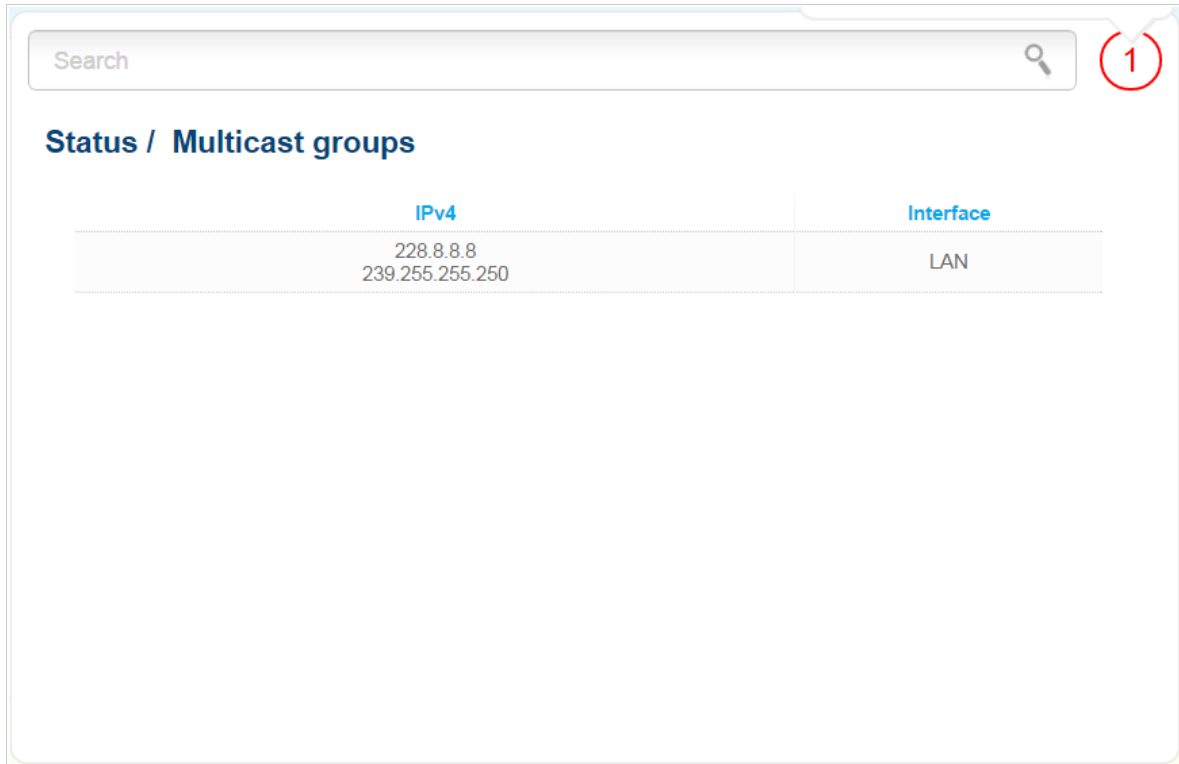 Search
1
Status / Multicast groups
IPv4 Interface
228.8.8.8
239.255.255.250
LAN